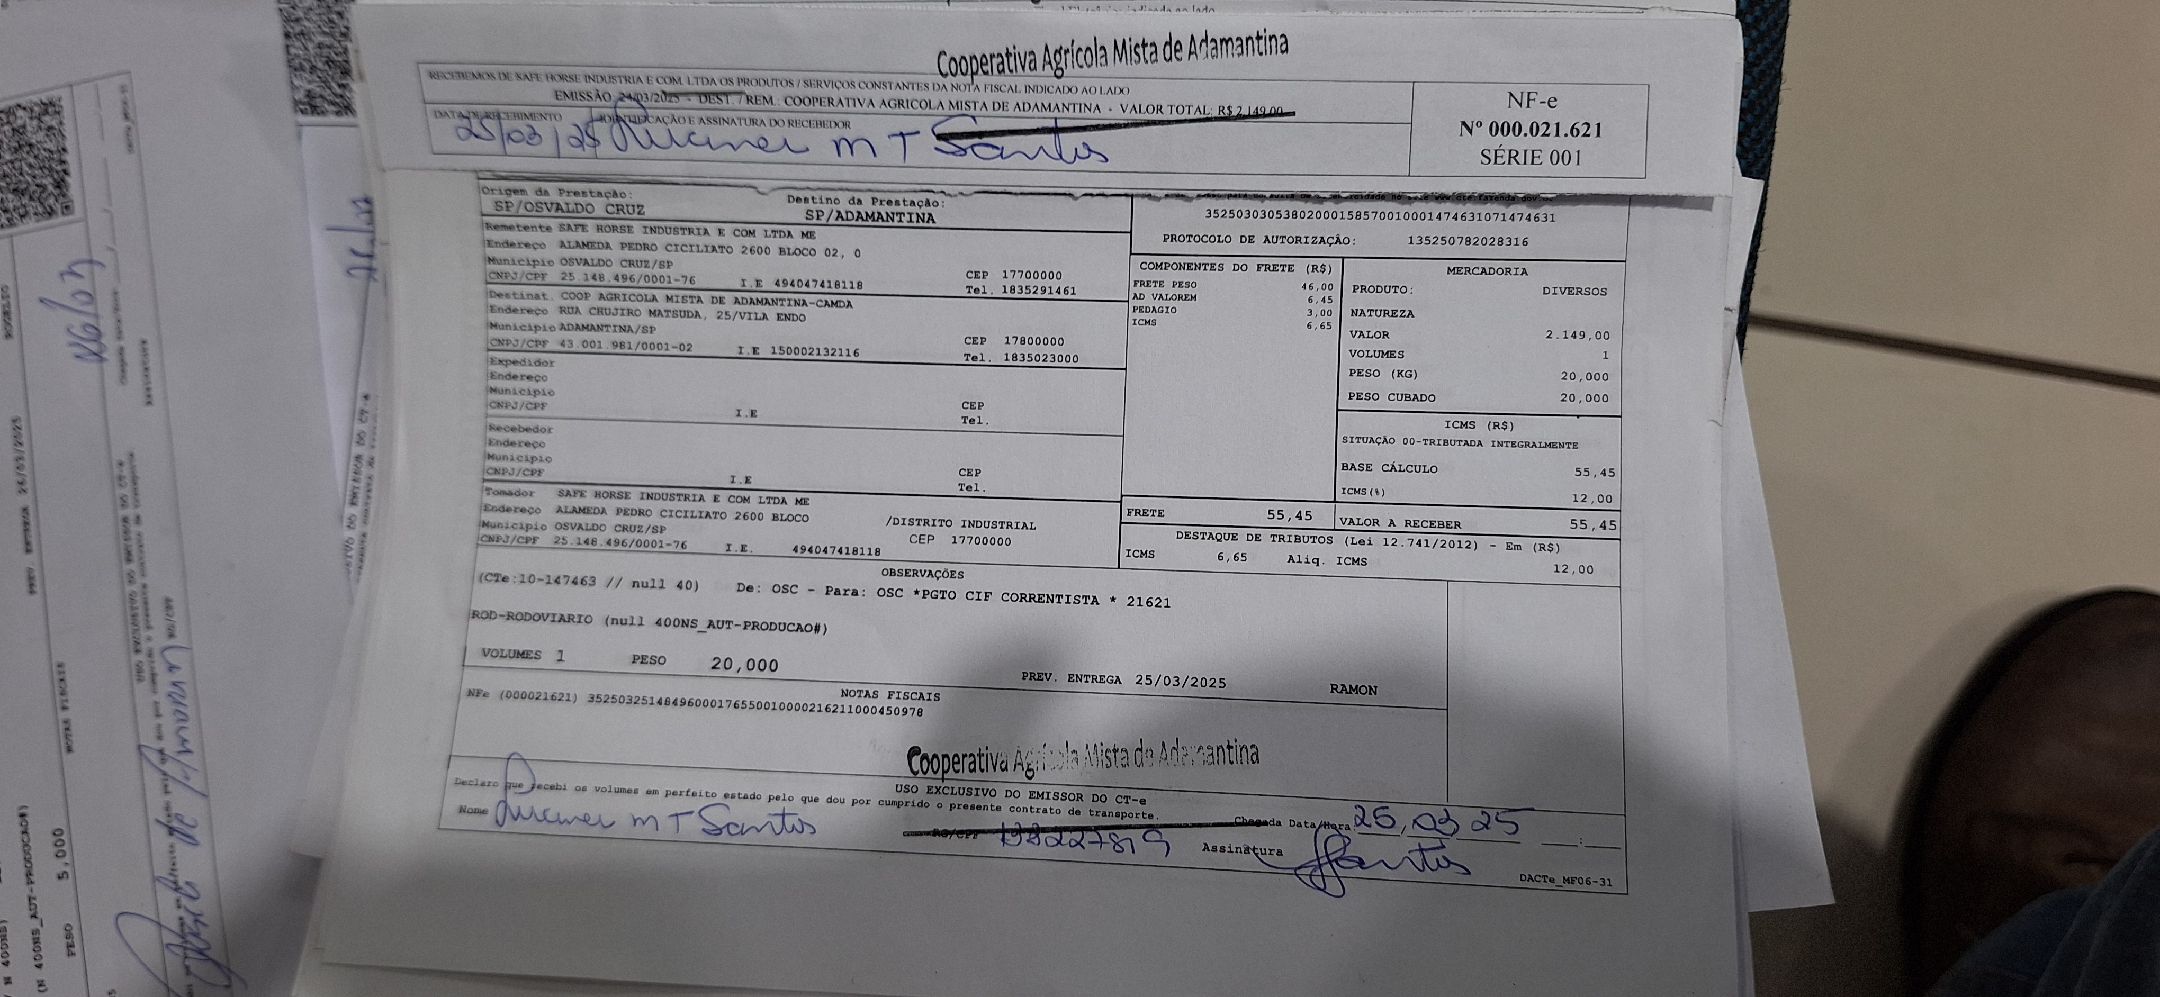 Cooperativa Agrícola Mista de Adamantina
RECEBEMOS DE SAFE HORSE INDUSTRIA E COM. LTDA OS PRODUTOS / SERVIÇOS CONSTANTES DA NOTA FISCAL INDICADO AO LADO
EMISSÃO: 24/03/2025 - DEST. / REM.: COOPERATIVA AGRICOLA MISTA DE ADAMANTINA - VALOR TOTAL: R$ 2.149,00
DATA DE RECEBIMENTO IDENTIFICAÇÃO E ASSINATURA DO RECEBEDOR
25/03/25 M T Santos
NF-e
Nº 000.021.621
SÉRIE 001
Origem da Prestação:
SP/OSVALDO CRUZ
Destino da Prestação:
SP/ADAMANTINA
Remetente SAFE HORSE INDUSTRIA E COM LTDA ME
Endereço ALAMEDA PEDRO CICILIATO 2600 BLOCO 02, 0
Município OSVALDO CRUZ/SP
CEP 17700000
CNPJ/CPF 25.148.496/0001-76 I.E 494047418118 Tel. 1835291461
Destinat. COOP AGRICOLA MISTA DE ADAMANTINA-CAMDA
Endereço RUA CHUJIRO MATSUDA, 25/VILA ENDO
Município ADAMANTINA/SP
CEP 17800000
CNPJ/CPF 43.001.981/0001-02 I.E 150002132116 Tel. 1835023000
Expedidor
Endereço
Município
CEP
CNPJ/CPF I.E Tel.
Recebedor
Endereço
Município
CEP
CNPJ/CPF I.E Tel.
Tomador SAFE HORSE INDUSTRIA E COM LTDA ME
Endereço ALAMEDA PEDRO CICILIATO 2600 BLOCO /DISTRITO INDUSTRIAL
Município OSVALDO CRUZ/SP CEP 17700000
CNPJ/CPF 25.148.496/0001-76 I.E. 494047418118
PROTOCOLO DE AUTORIZAÇÃO: 135250782028316
COMPONENTES DO FRETE (R$)
FRETE PESO 46,00
AD VALOREM 6,45
PEDAGIO 3,00
ICMS 6,65
MERCADORIA
PRODUTO: DIVERSOS
NATUREZA
VALOR 2.149,00
VOLUMES 1
PESO (KG) 20,000
PESO CUBADO 20,000
ICMS (R$)
SITUAÇÃO 00-TRIBUTADA INTEGRALMENTE
BASE CÁLCULO 55,45
ICMS(%) 12,00
FRETE 55,45
VALOR A RECEBER 55,45
DESTAQUE DE TRIBUTOS (Lei 12.741/2012) - Em (R$)
ICMS 6,65 Aliq. ICMS 12,00
OBSERVAÇÕES
(CTe:10-147463 // null 40) De: OSC - Para: OSC *PGTO CIF CORRENTISTA * 21621
ROD-RODOVIARIO (null 400NS_AUT-PRODUCAO#)
VOLUMES 1 PESO 20,000 PREV. ENTREGA 25/03/2025 RAMON
NOTAS FISCAIS
NFe (000021621) 35250325148496000176550010000216211000450978
Cooperativa Agrícola Mista de Adamantina
USO EXCLUSIVO DO EMISSOR DO CT-e
Declaro que recebi os volumes em perfeito estado pelo que dou por cumprido o presente contrato de transporte.
Nome M T Santos RG/CPF Chegada Data/Hora: 25, 03 25
Assinatura Santos
DACTe_MF06-31